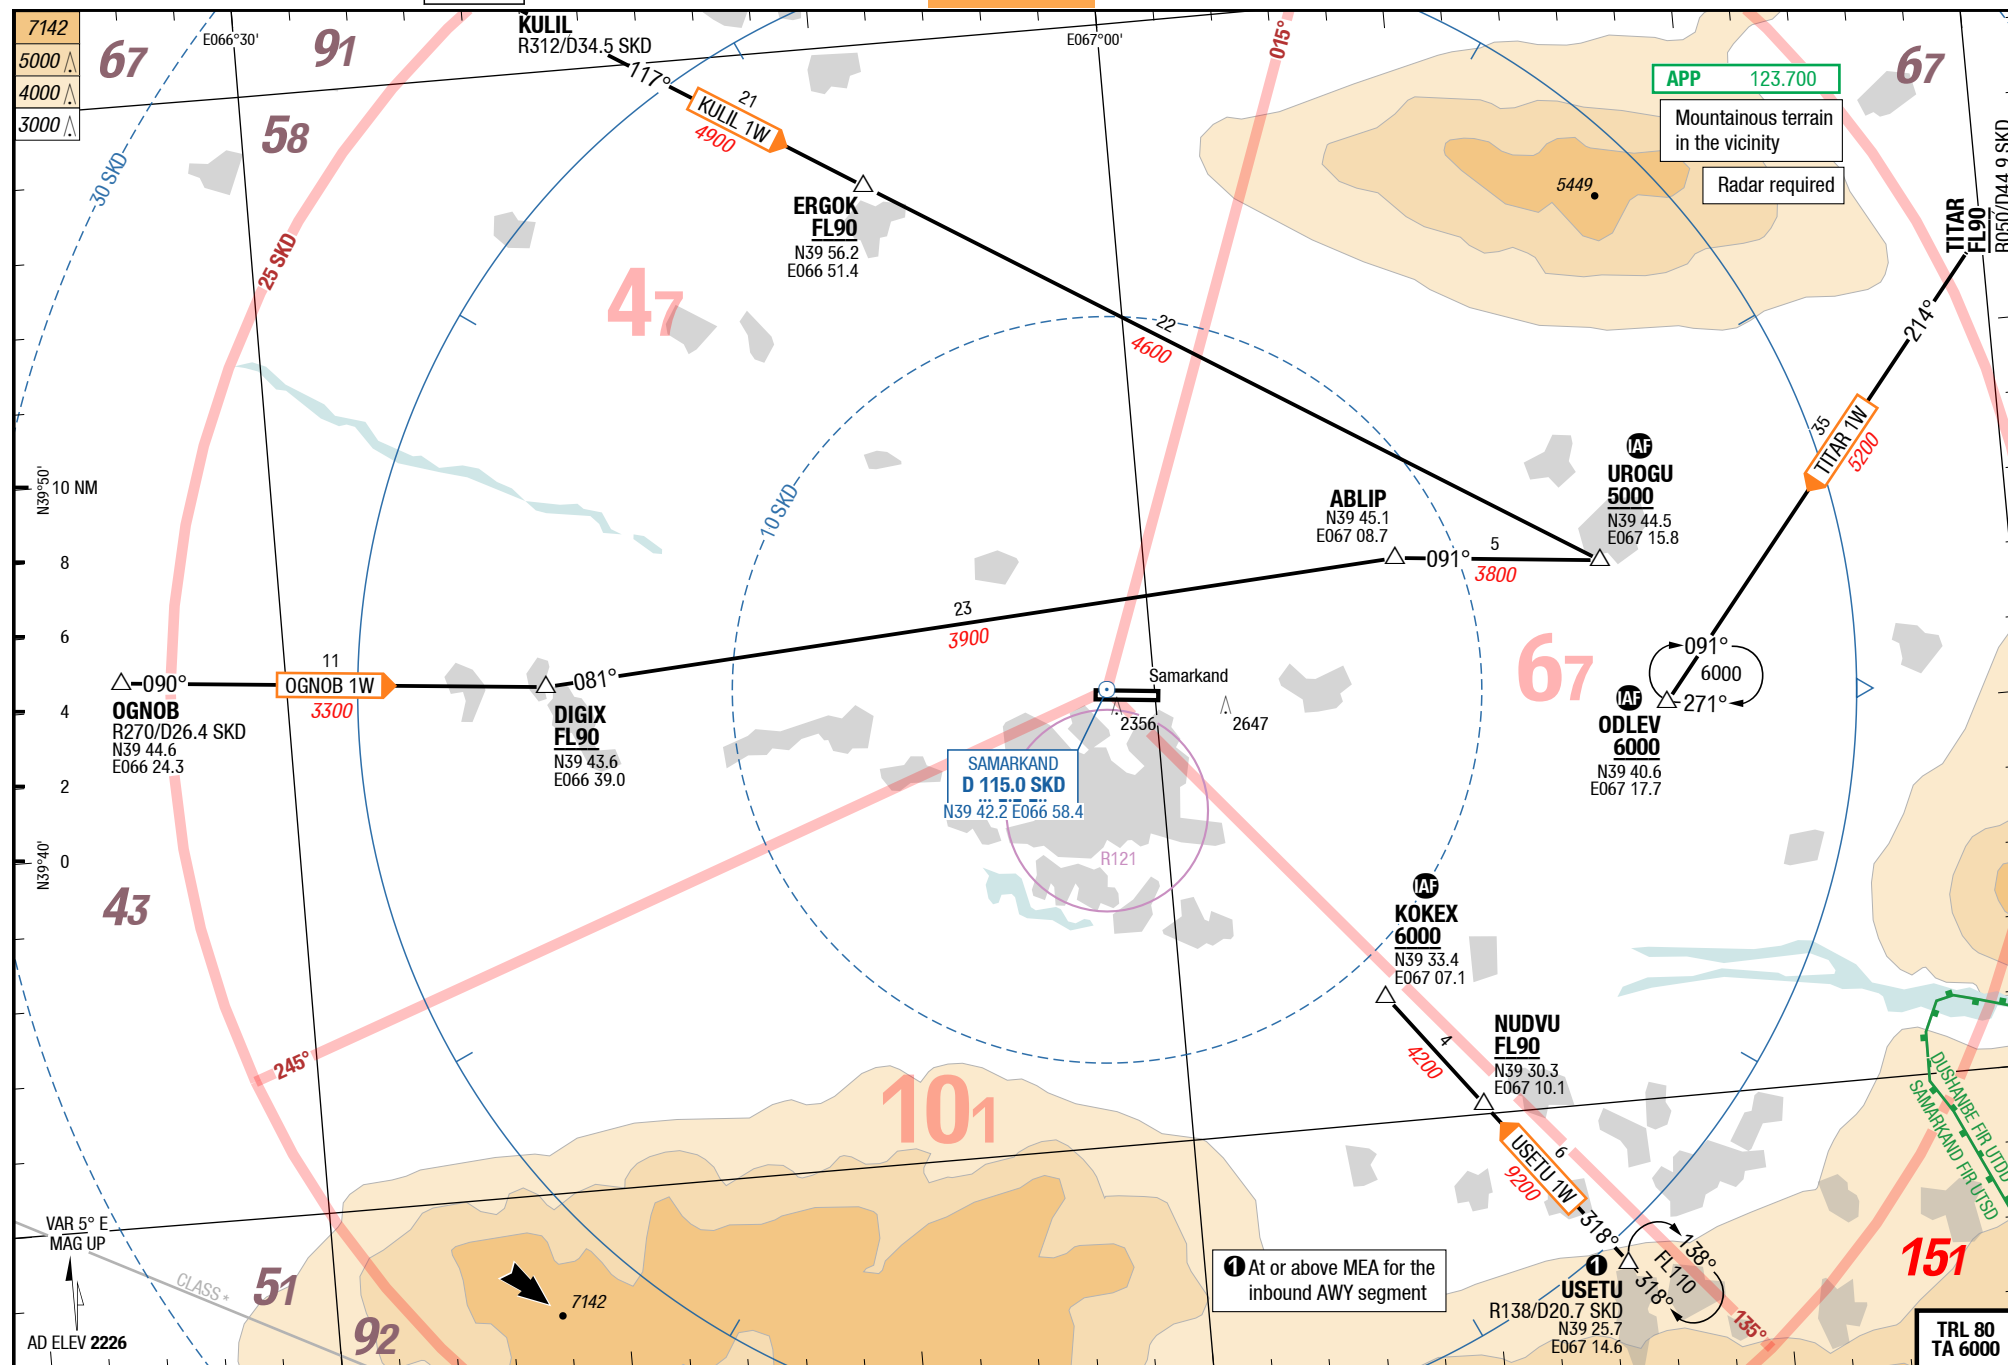 7142
5000
4000
3000
67
91
58
E066°30'
KULIL
R312/D34.5 SKD
117°
21
KULIL 1W
4900
E067°00'
015°
APP 123.700
67
Mountainous terrain
in the vicinity
Radar required
5449
TITAR
FL90
R050/D44.9 SKD
214°
35
TITAR 1W
5200
30 SKD
25 SKD
ERGOK
FL90
N39 56.2
E066 51.4
47
22
4600
10 SKD
N39°50'
10 NM
8
6
4
2
0
N39°40'
IAF
UROGU
5000
N39 44.5
E067 15.8
ABLIP
N39 45.1
E067 08.7
091°
5
3800
23
3900
081°
090°
11
OGNOB 1W
3300
OGNOB
R270/D26.4 SKD
N39 44.6
E066 24.3
DIGIX
FL90
N39 43.6
E066 39.0
Samarkand
2356
2647
67
091°
6000
271°
IAF
ODLEV
6000
N39 40.6
E067 17.7
SAMARKAND
D 115.0 SKD
N39 42.2 E066 58.4
R121
43
IAF
KOKEX
6000
N39 33.4
E067 07.1
4
4200
NUDVU
FL90
N39 30.3
E067 10.1
6
USETU 1W
9200
318°
245°
101
DUSHANBE FIR UTDD
SAMARKAND FIR UTSD
151
138°
FL110
318°
135°
1 At or above MEA for the
inbound AWY segment
1
USETU
R138/D20.7 SKD
N39 25.7
E067 14.6
VAR 5° E
MAG UP
CLASS *
51
92
7142
AD ELEV 2226
TRL 80
TA 6000